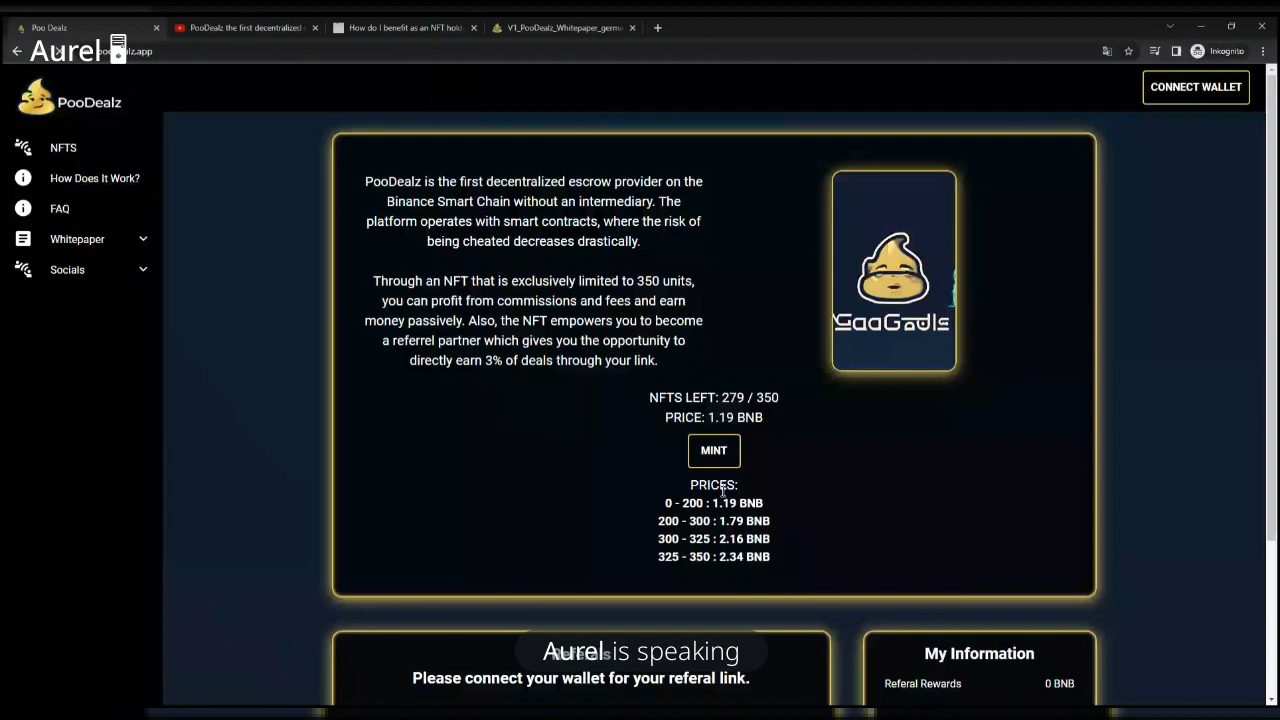 Poo Dealz
PooDealz the first decentralized
How do I benefit as an NFT hold
V1_PooDealz_Whitepaper_germe
Aurel
lz.app
Inkognito
PooDealz
CONNECT WALLET
NFTS
How Does It Work?
FAQ
Whitepaper
Socials
PooDealz is the first decentralized escrow provider on the
Binance Smart Chain without an intermediary. The
platform operates with smart contracts, where the risk of
being cheated decreases drastically.
Through an NFT that is exclusively limited to 350 units,
you can profit from commissions and fees and earn
money passively. Also, the NFT empowers you to become
a referrel partner which gives you the opportunity to
directly earn 3% of deals through your link.
NFTS LEFT: 279 / 350
PRICE: 1.19 BNB
MINT
PRICES:
0 - 200 : 1.19 BNB
200 - 300 : 1.79 BNB
300 - 325 : 2.16 BNB
325 - 350 : 2.34 BNB
Aurel is speaking
Please connect your wallet for your referal link.
My Information
Referal Rewards
0 BNB